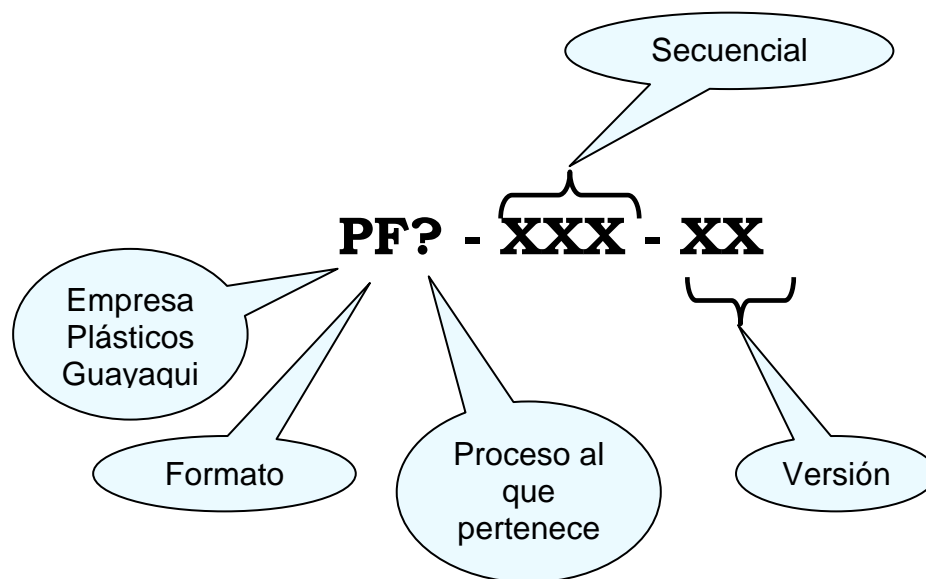 Secuencial
PF? - XXX - XX
Empresa
Plásticos
Guayaqui
Formato
Proceso al
que
pertenece
Versión